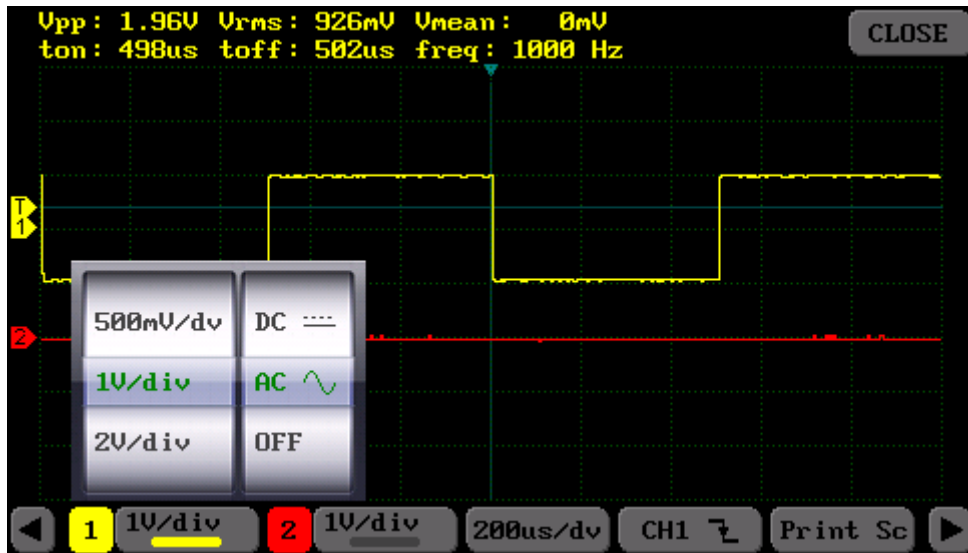 Vpp: 1.96V Vrms: 926mV Vmean: 0mV
ton: 498us toff: 502us freq: 1000 Hz
CLOSE
T
1
2
500mV/dv DC
1V/div AC
2V/div OFF
1 1V/div 2 1V/div 200us/dv CH1 Print Sc